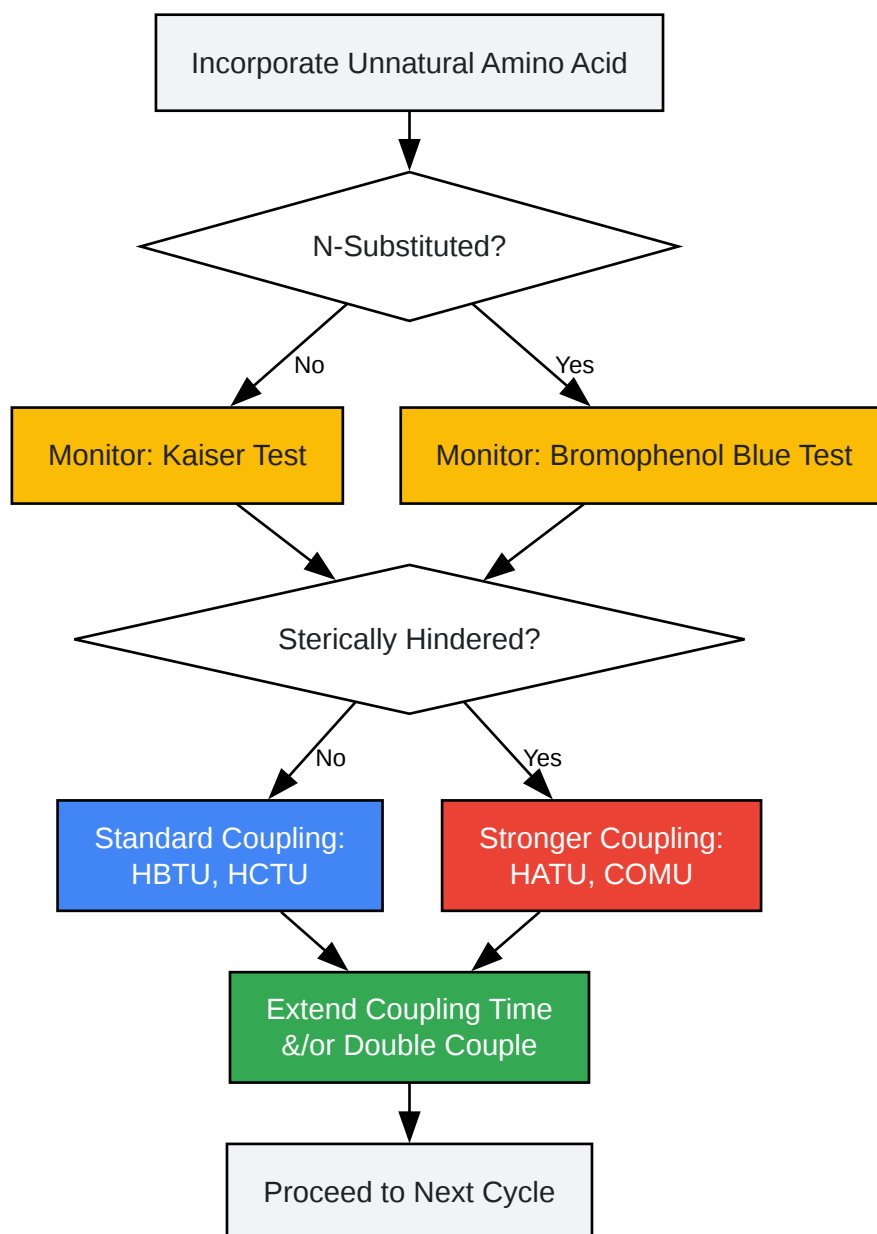 Incorporate Unnatural Amino Acid
N-Substituted?
No
Yes
Monitor: Kaiser Test
Monitor: Bromophenol Blue Test
Sterically Hindered?
No
Yes
Standard Coupling:
HBTU, HCTU
Stronger Coupling:
HATU, COMU
Extend Coupling Time
&/or Double Couple
Proceed to Next Cycle